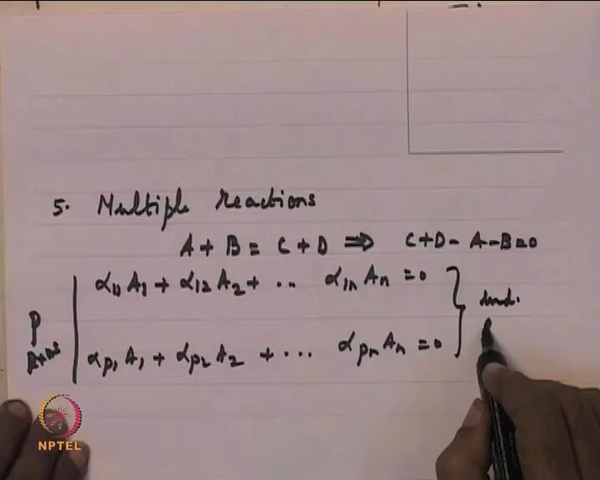 5. Multiple reactions
A + B = C + D ⇒ C + D - A - B = 0
α11 A1 + α12 A2 + .. α1n An = 0
ind.
P
Rxns
αp1 A1 + αp2 A2 + ... αpn An = 0
NPTEL